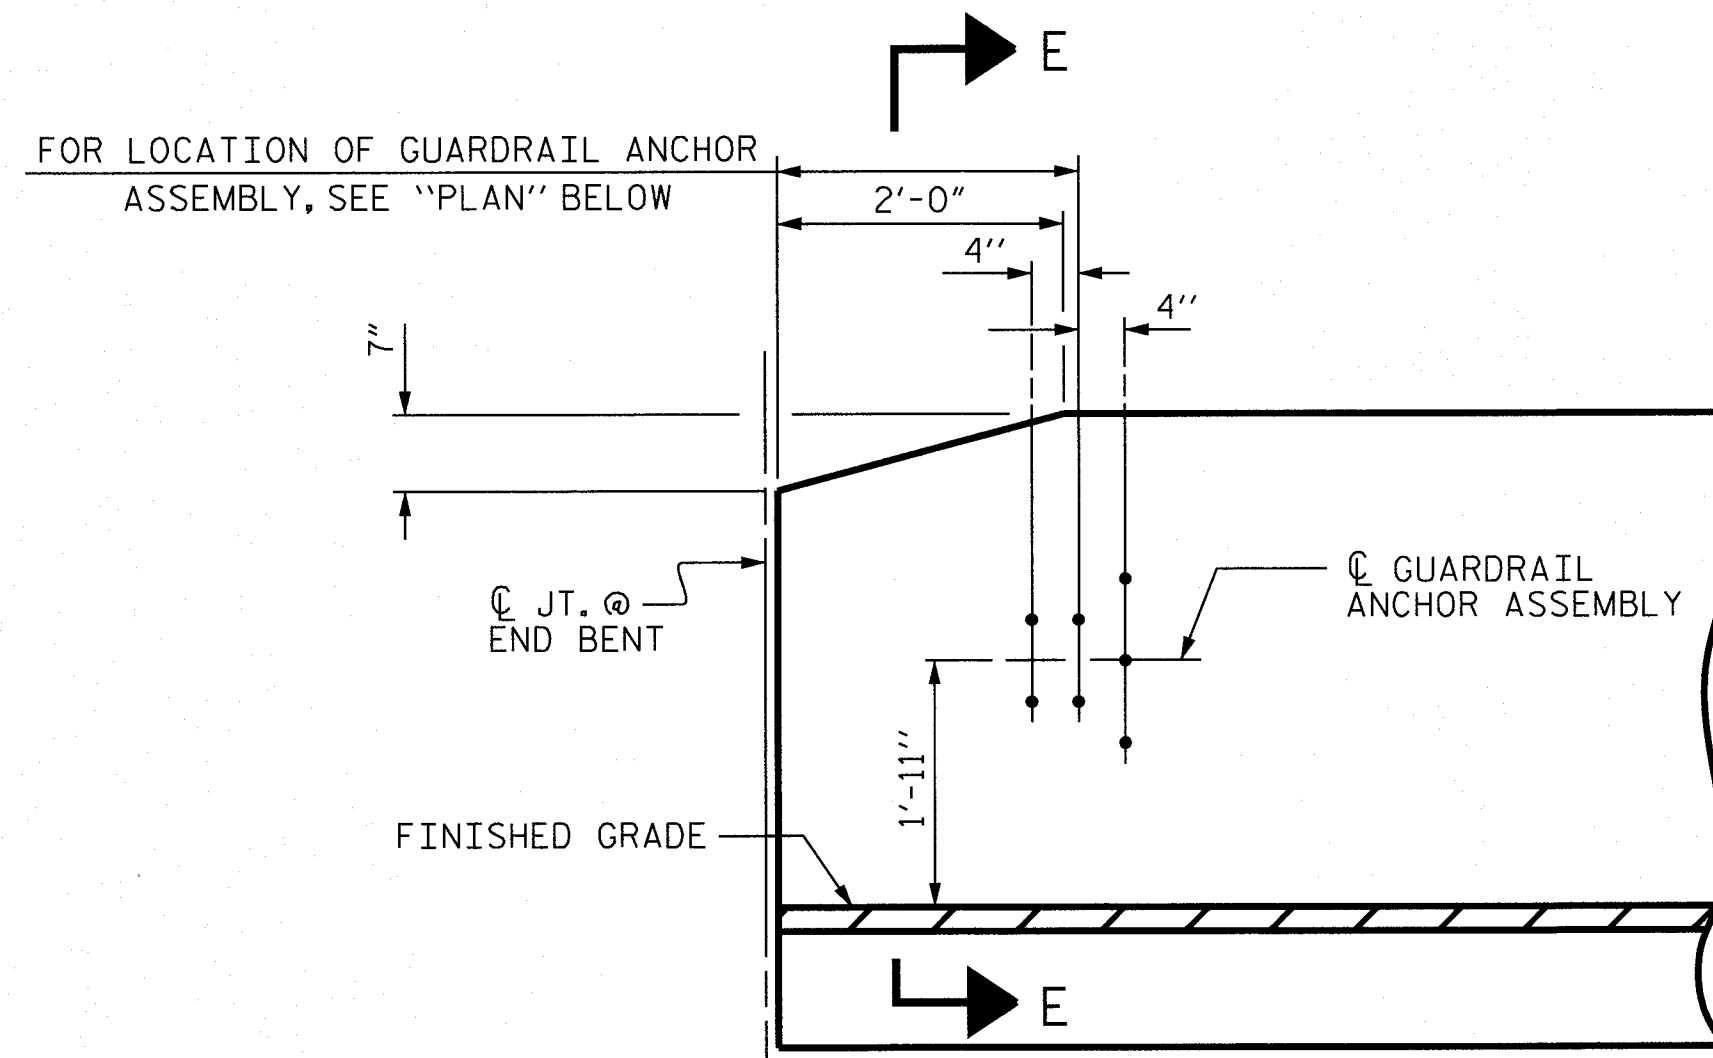 E
FOR LOCATION OF GUARDRAIL ANCHOR
ASSEMBLY, SEE "PLAN" BELOW
2'-0"
4"
4"
7"
℄ GUARDRAIL
ANCHOR ASSEMBLY
℄ JT. @
END BENT
1'-11"
FINISHED GRADE
E